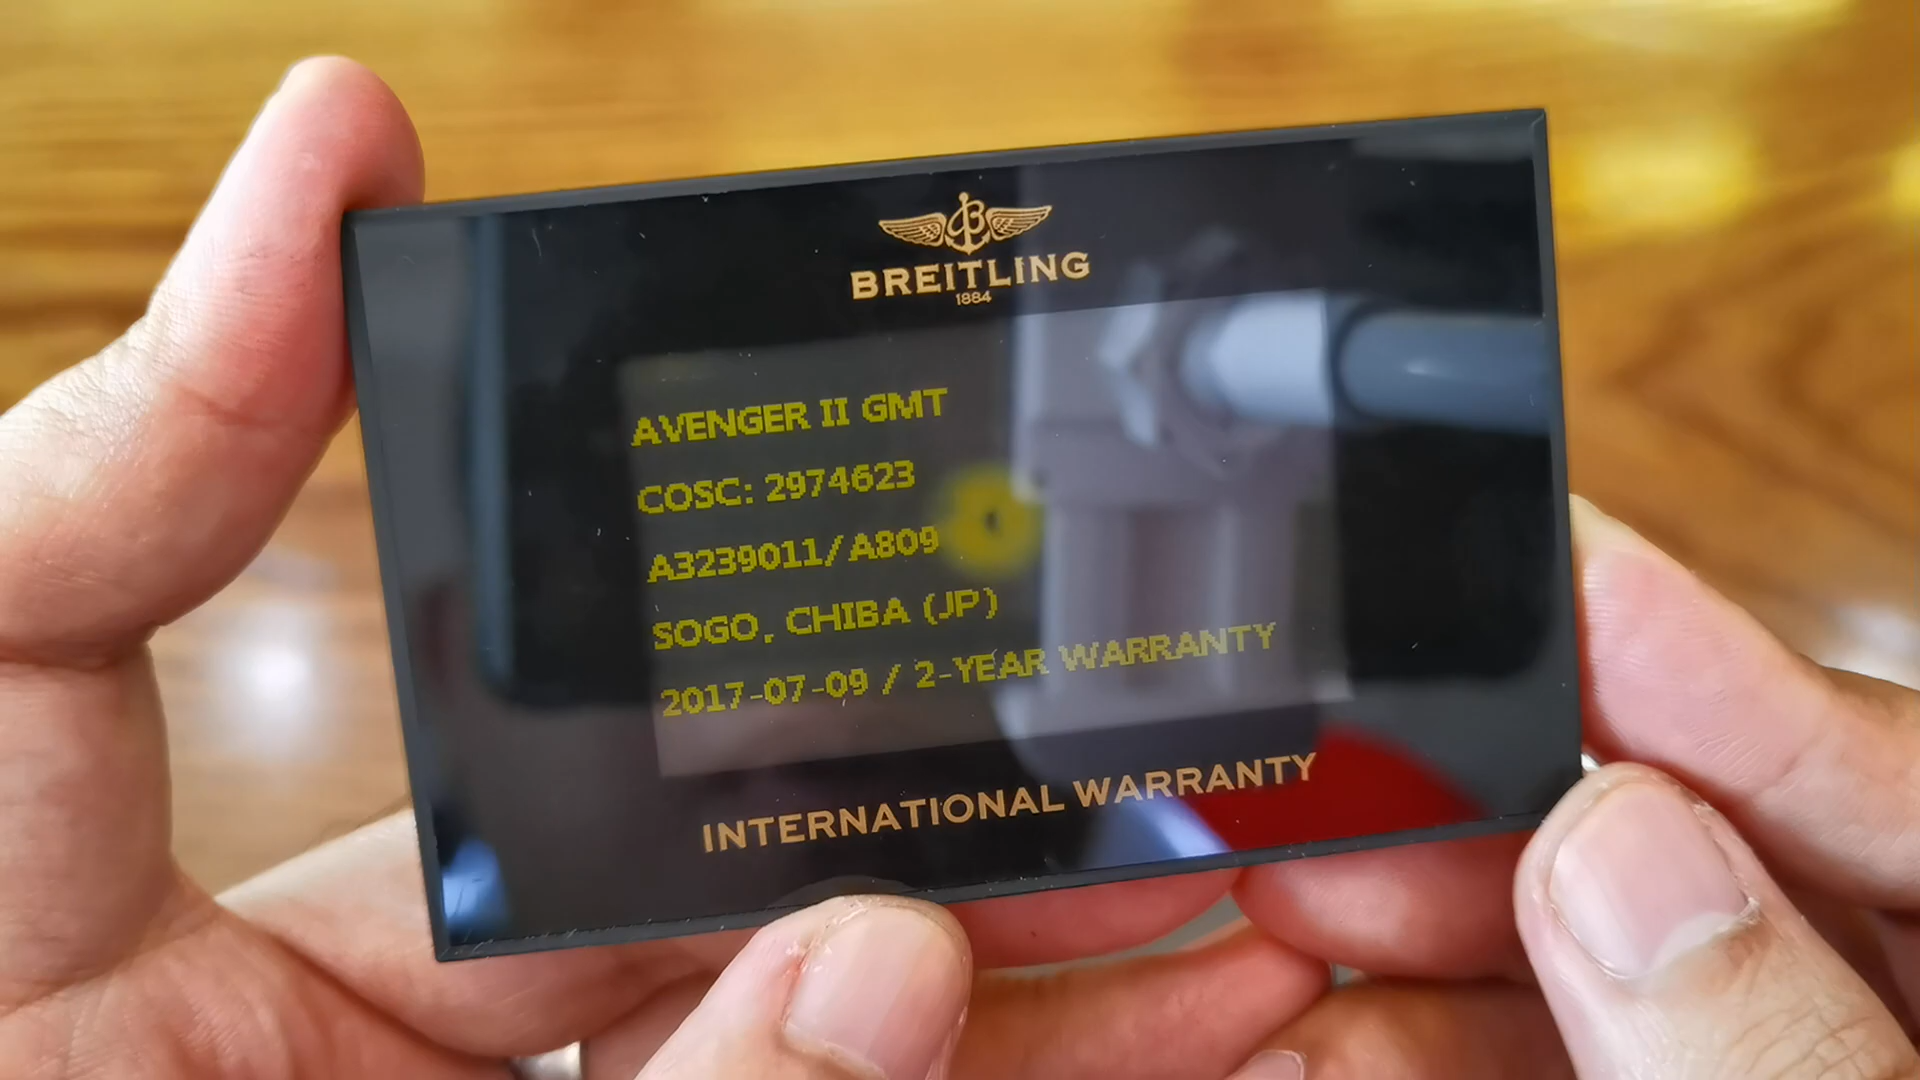 BREITLING
1884
AVENGER II GMT
COSC: 2974623
A3239011/A809
SOGO, CHIBA (JP)
2017-07-09 / 2-YEAR WARRANTY
INTERNATIONAL WARRANTY